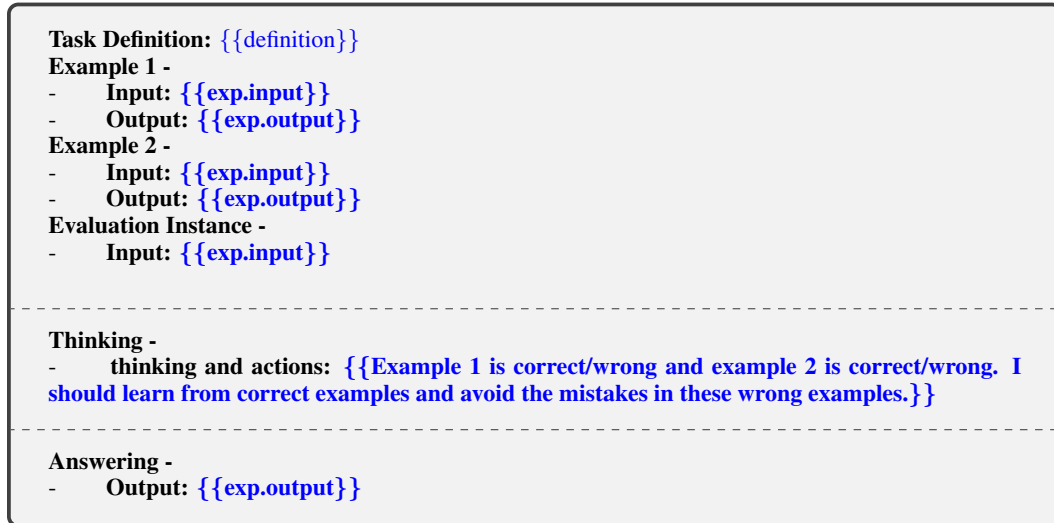 Task Definition: {{definition}}
Example 1 -
- Input: {{exp.input}}
- Output: {{exp.output}}
Example 2 -
- Input: {{exp.input}}
- Output: {{exp.output}}
Evaluation Instance -
- Input: {{exp.input}}
Thinking -
- thinking and actions: {{Example 1 is correct/wrong and example 2 is correct/wrong. I
should learn from correct examples and avoid the mistakes in these wrong examples.}}
Answering -
- Output: {{exp.output}}